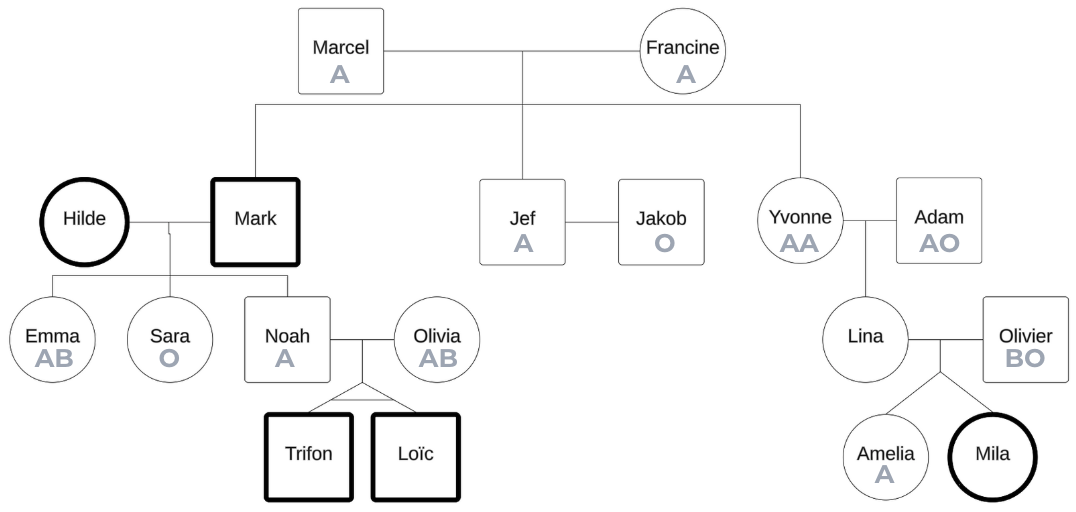 Marcel
A
Francine
A
Hilde
Mark
Jef
A
Jakob
O
Yvonne
AA
Adam
AO
Emma
AB
Sara
O
Noah
A
Olivia
AB
Lina
Olivier
BO
Trifon
Loïc
Amelia
A
Mila